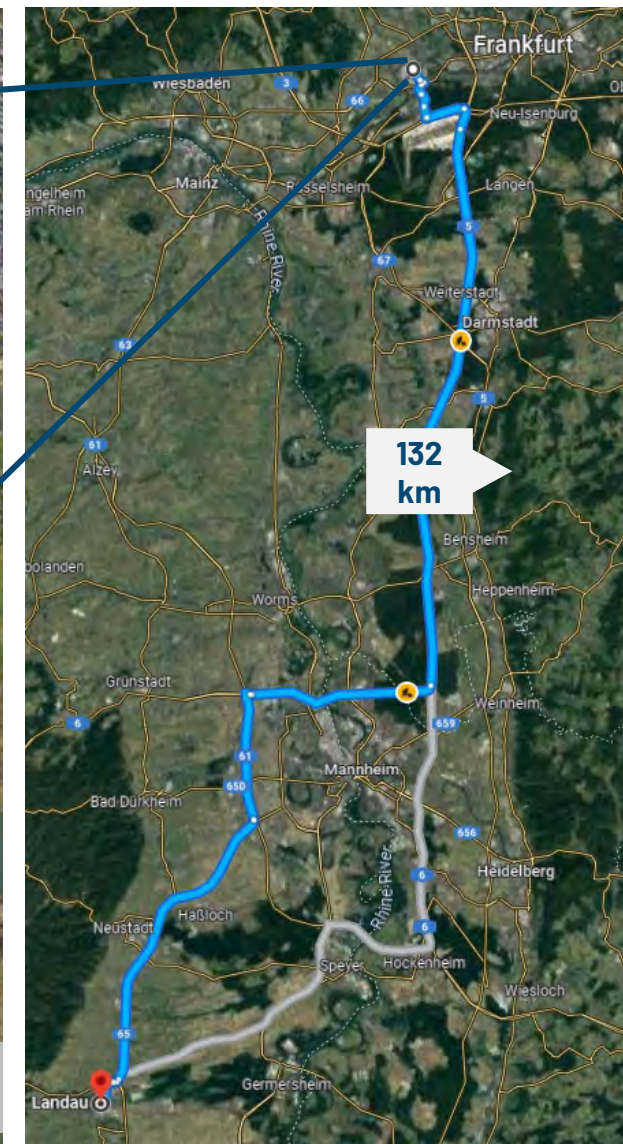 Frankfurt
Wiesbaden
3
66
Neu-Isenburg
Mainz
Rüsselsheim
Langen
ngelheim
am Rhein
Rhine River
5
67
Weiterstadt
Darmstadt
63
5
61
Alzey
132
km
Bensheim
bolanden
Heppenheim
Worms
Grünstadt
Weinheim
6
659
61
Mannheim
650
Bad Dürkheim
656
Heidelberg
6
Rhine River
Haßloch
Neustadt
6
Speyer
Hockenheim
Wiesloch
65
Germersheim
Landau